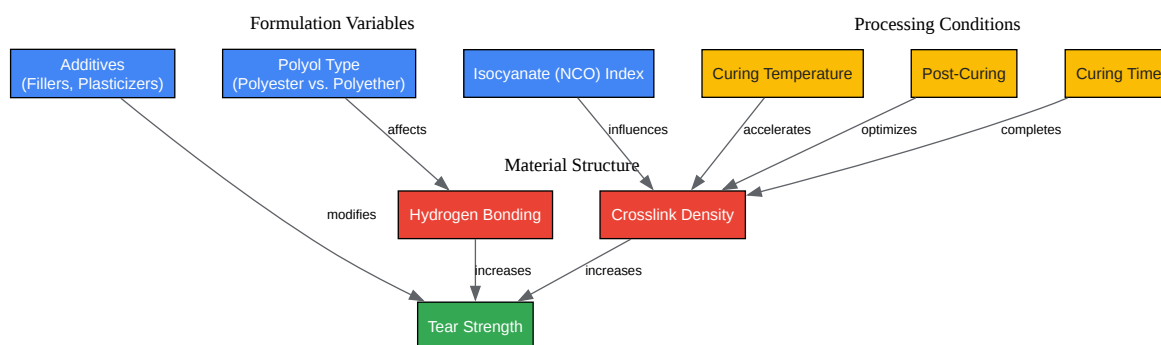 Formulation Variables
Processing Conditions
Additives
(Fillers, Plasticizers)
Polyol Type
(Polyester vs. Polyether)
Isocyanate (NCO) Index
Curing Temperature
Post-Curing
Curing Time
affects
influences
accelerates
optimizes
completes
Material Structure
modifies
Hydrogen Bonding
Crosslink Density
increases
increases
Tear Strength